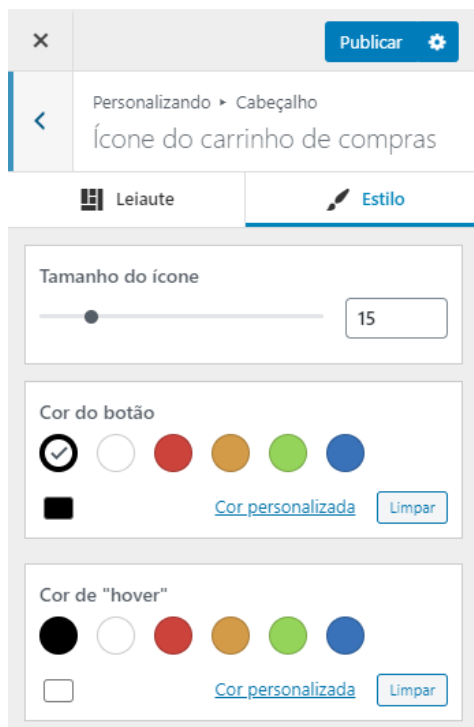 Publicar
Personalizando ▸ Cabeçalho
Ícone do carrinho de compras
Leiaute Estilo
Tamanho do ícone
15
Cor do botão
Cor personalizada Limpar
Cor de "hover"
Cor personalizada Limpar